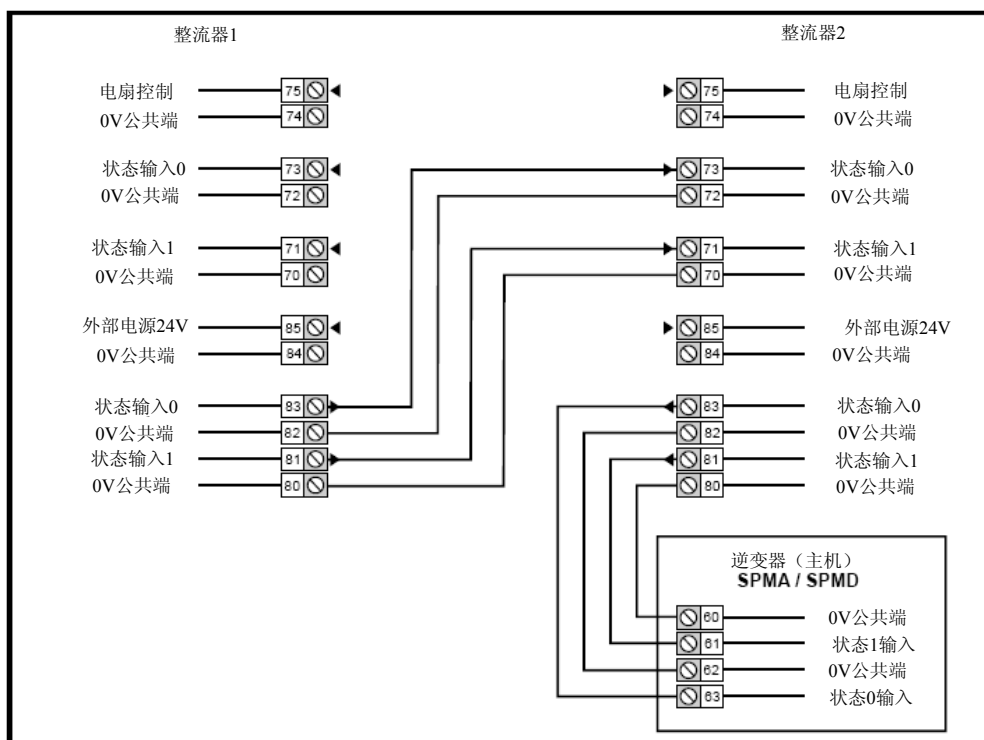 整流器1
整流器2
电扇控制 75
0V公共端 74
状态输入0 73
0V公共端 72
状态输入1 71
0V公共端 70
外部电源24V 85
0V公共端 84
状态输入0 83
0V公共端 82
状态输入1 81
0V公共端 80
75 电扇控制
74 0V公共端
73 状态输入0
72 0V公共端
71 状态输入1
70 0V公共端
85 外部电源24V
84 0V公共端
83 状态输入0
82 0V公共端
81 状态输入1
80 0V公共端
逆变器（主机）
SPMA / SPMD
60 0V公共端
61 状态1输入
62 0V公共端
63 状态0输入